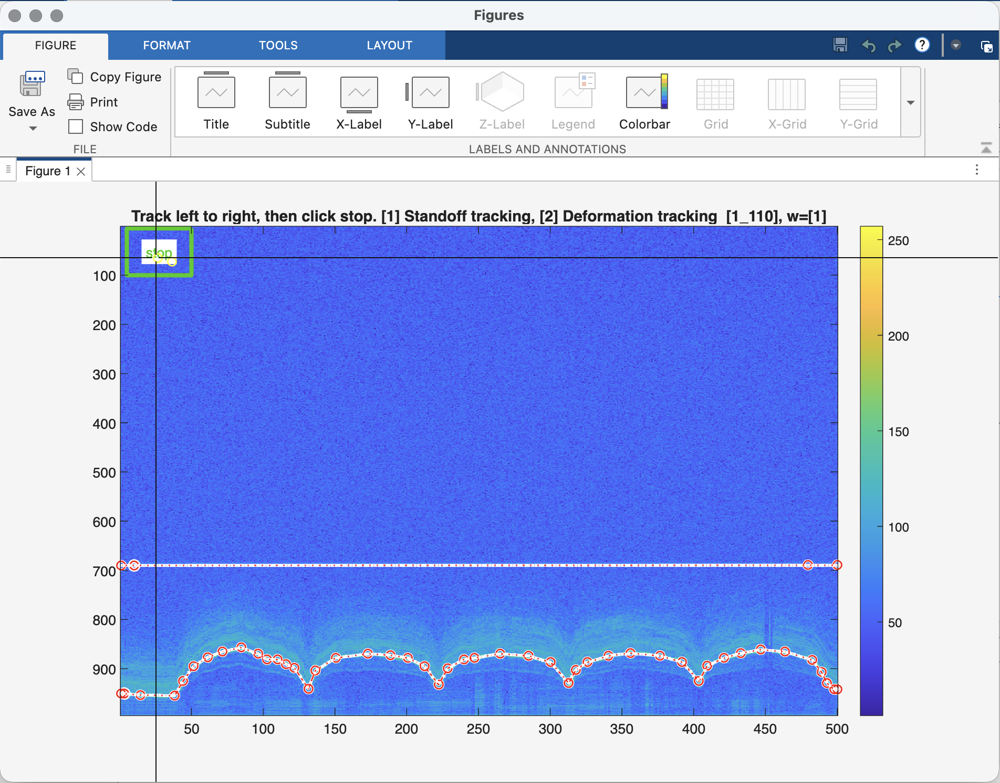 Figures
FIGURE
FORMAT
TOOLS
LAYOUT
Save As
Copy Figure
Print
Show Code
FILE
Title
Subtitle
X-Label
Y-Label
Z-Label
Legend
Colorbar
Grid
X-Grid
Y-Grid
LABELS AND ANNOTATIONS
Figure 1
Track left to right, then click stop. [1] Standoff tracking, [2] Deformation tracking [1_110], w=[1]
stop
100
200
300
400
500
600
700
800
900
50
100
150
200
250
300
350
400
450
500
250
200
150
100
50